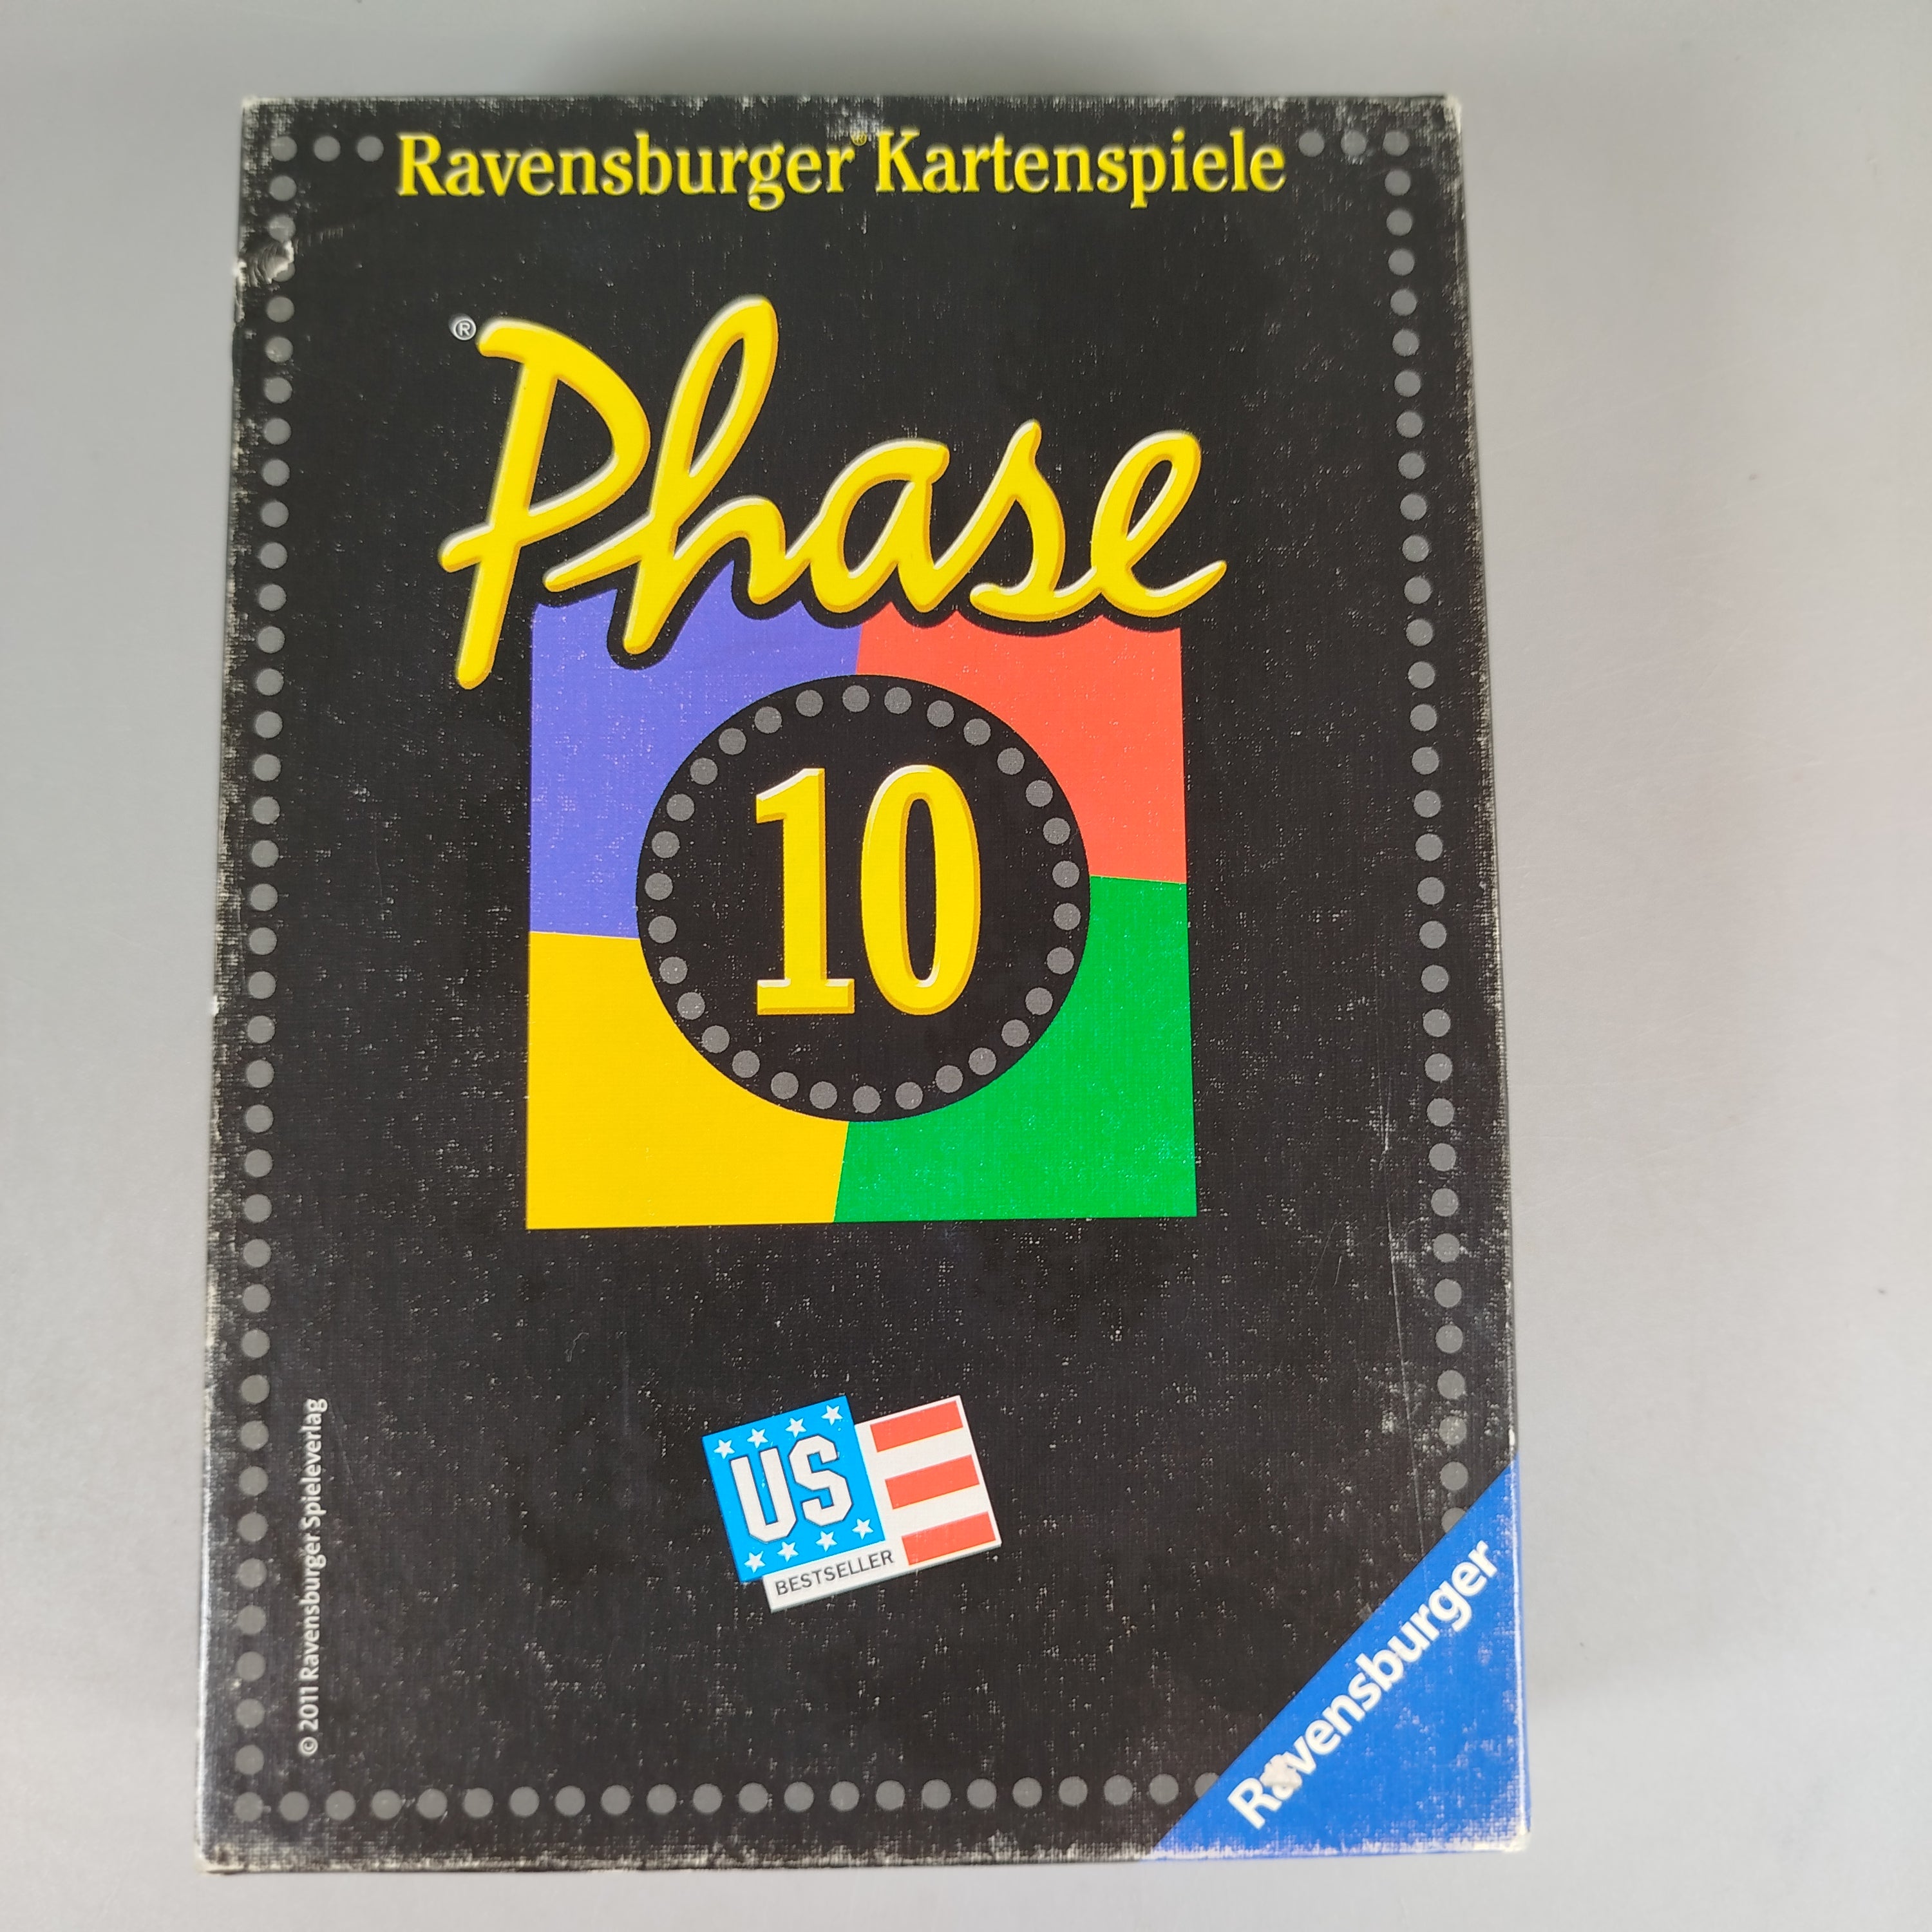 Ravensburger® Kartenspiele
® Phase
10
US
BESTSELLER
© 2011 Ravensburger Spieleverlag
Ravensburger